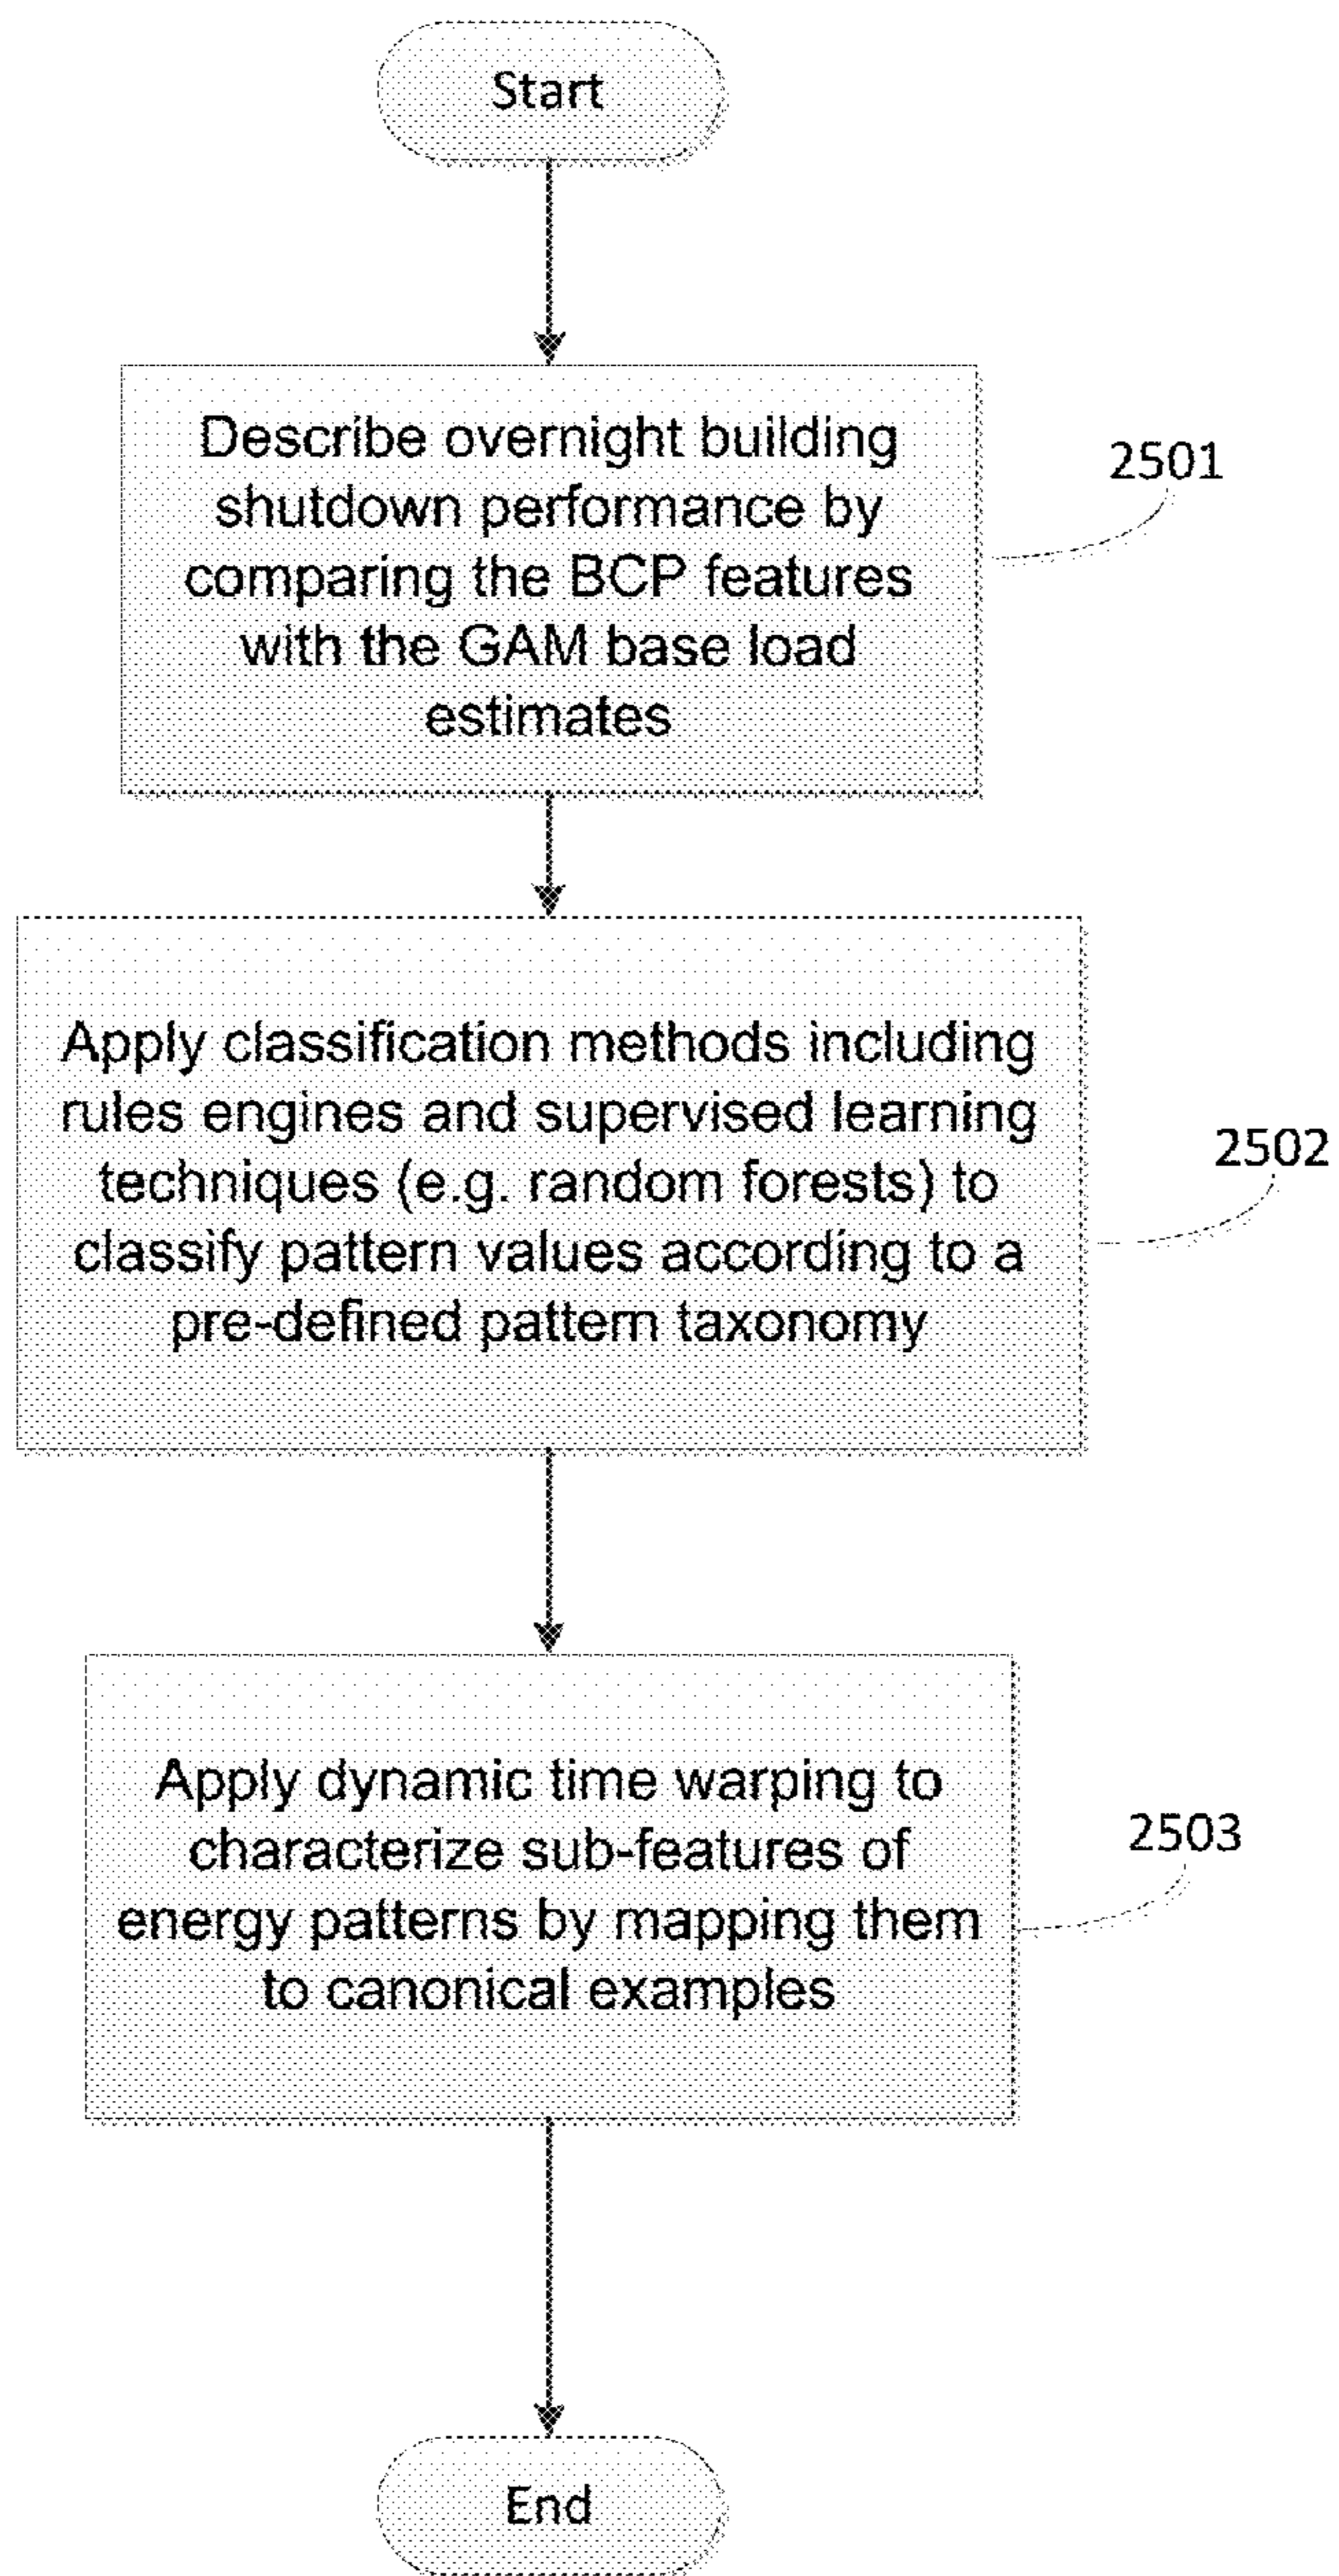 Start
Describe overnight building
shutdown performance by
comparing the BCP features
with the GAM base load
estimates
2501
Apply classification methods including
rules engines and supervised learning
techniques (e.g. random forests) to
classify pattern values according to a
pre-defined pattern taxonomy
2502
Apply dynamic time warping to
characterize sub-features of
energy patterns by mapping them
to canonical examples
2503
End